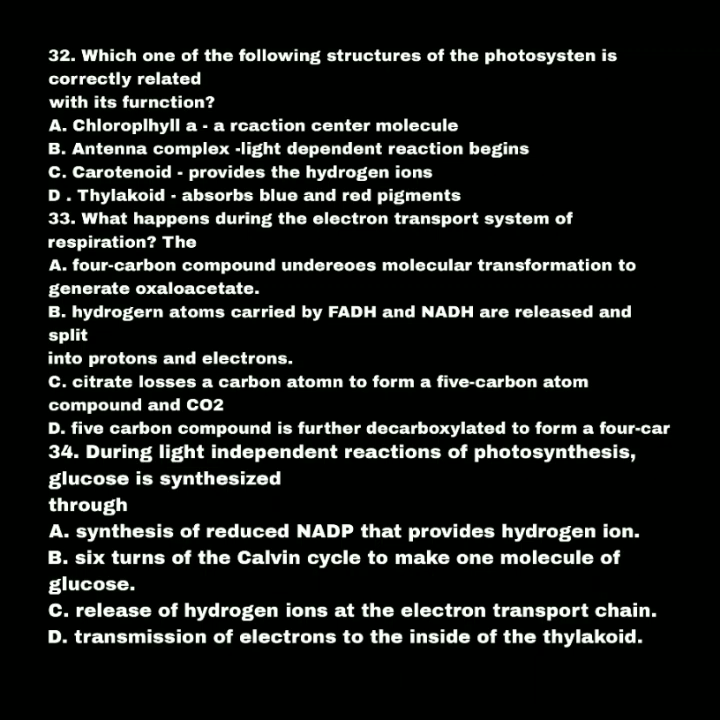 32. Which one of the following structures of the photosysten is
correctly related
with its furnction?
A. Chloroplhyll a - a rcaction center molecule
B. Antenna complex -light dependent reaction begins
C. Carotenoid - provides the hydrogen ions
D . Thylakoid - absorbs blue and red pigments
33. What happens during the electron transport system of
respiration? The
A. four-carbon compound undereoes molecular transformation to
generate oxaloacetate.
B. hydrogern atoms carried by FADH and NADH are released and
split
into protons and electrons.
C. citrate losses a carbon atomn to form a five-carbon atom
compound and CO2
D. five carbon compound is further decarboxylated to form a four-car
34. During light independent reactions of photosynthesis,
glucose is synthesized
through
A. synthesis of reduced NADP that provides hydrogen ion.
B. six turns of the Calvin cycle to make one molecule of
glucose.
C. release of hydrogen ions at the electron transport chain.
D. transmission of electrons to the inside of the thylakoid.